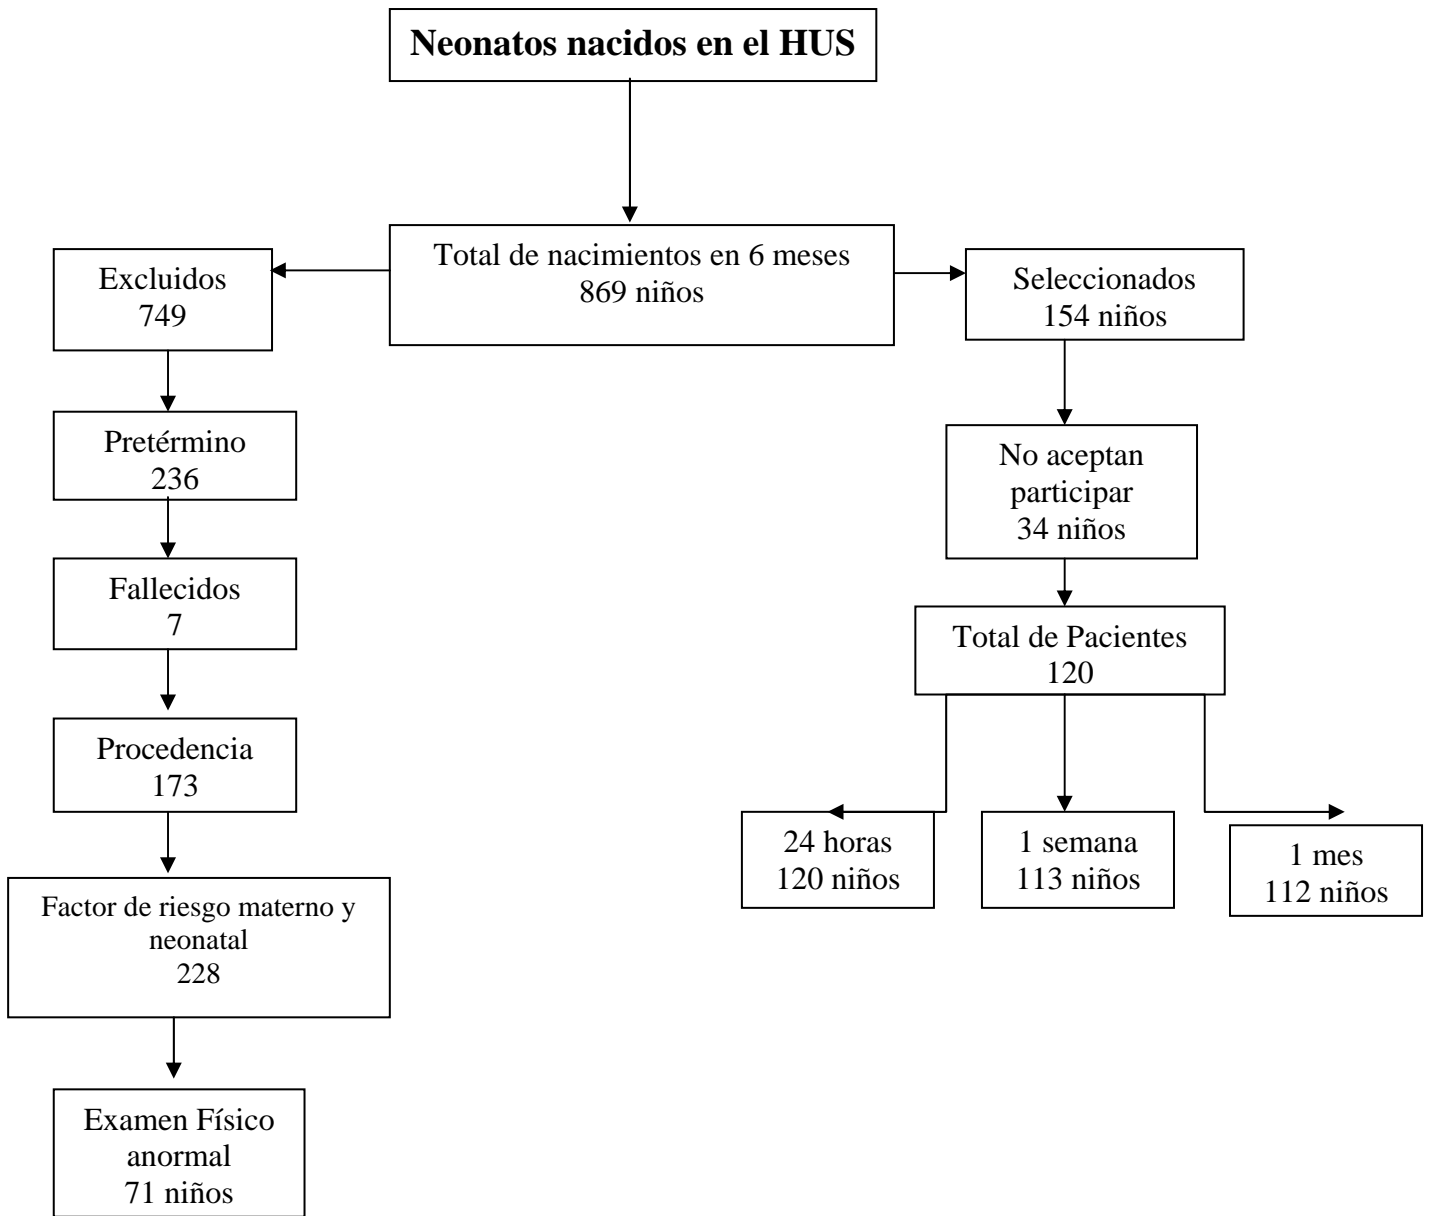 Neonatos nacidos en el HUS
Total de nacimientos en 6 meses
869 niños
Excluidos
749
Pretérmino
236
Fallecidos
7
Procedencia
173
Factor de riesgo materno y
neonatal
228
Examen Físico
anormal
71 niños
Seleccionados
154 niños
No aceptan
participar
34 niños
Total de Pacientes
120
24 horas
120 niños
1 semana
113 niños
1 mes
112 niños